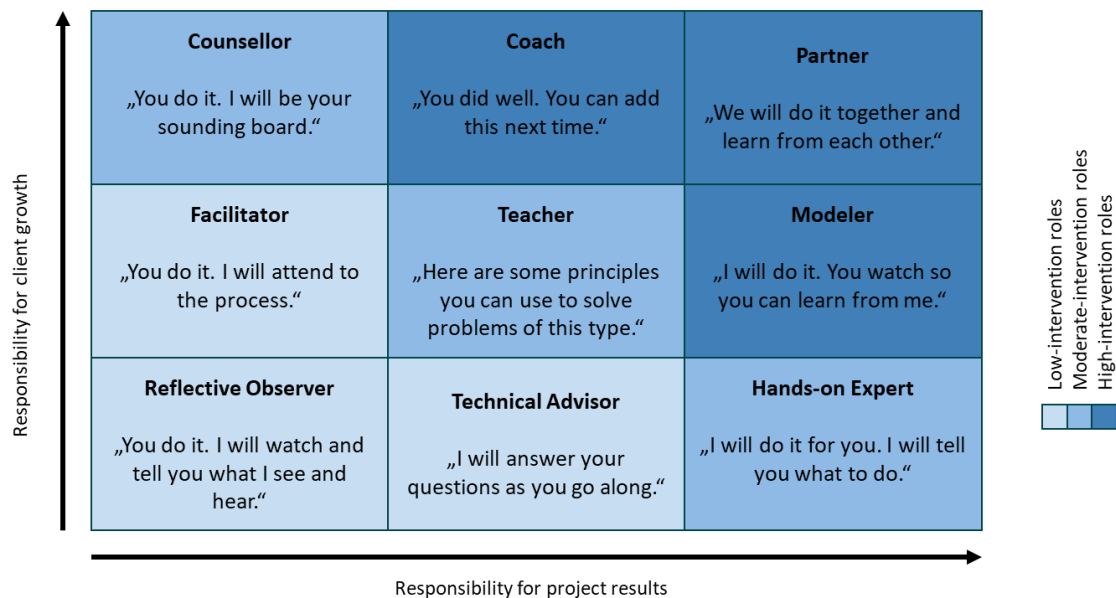 Counsellor
„You do it. I will be your
sounding board.“
Coach
„You did well. You can add
this next time.“
Partner
„We will do it together and
learn from each other.“
Facilitator
„You do it. I will attend to
the process.“
Teacher
„Here are some principles
you can use to solve
problems of this type.“
Modeler
„I will do it. You watch so
you can learn from me.“
Reflective Observer
„You do it. I will watch and
tell you what I see and
hear.“
Technical Advisor
„I will answer your
questions as you go along.“
Hands-on Expert
„I will do it for you. I will tell
you what to do.“
Responsibility for client growth
Responsibility for project results
Low-intervention roles
Moderate-intervention roles
High-intervention roles